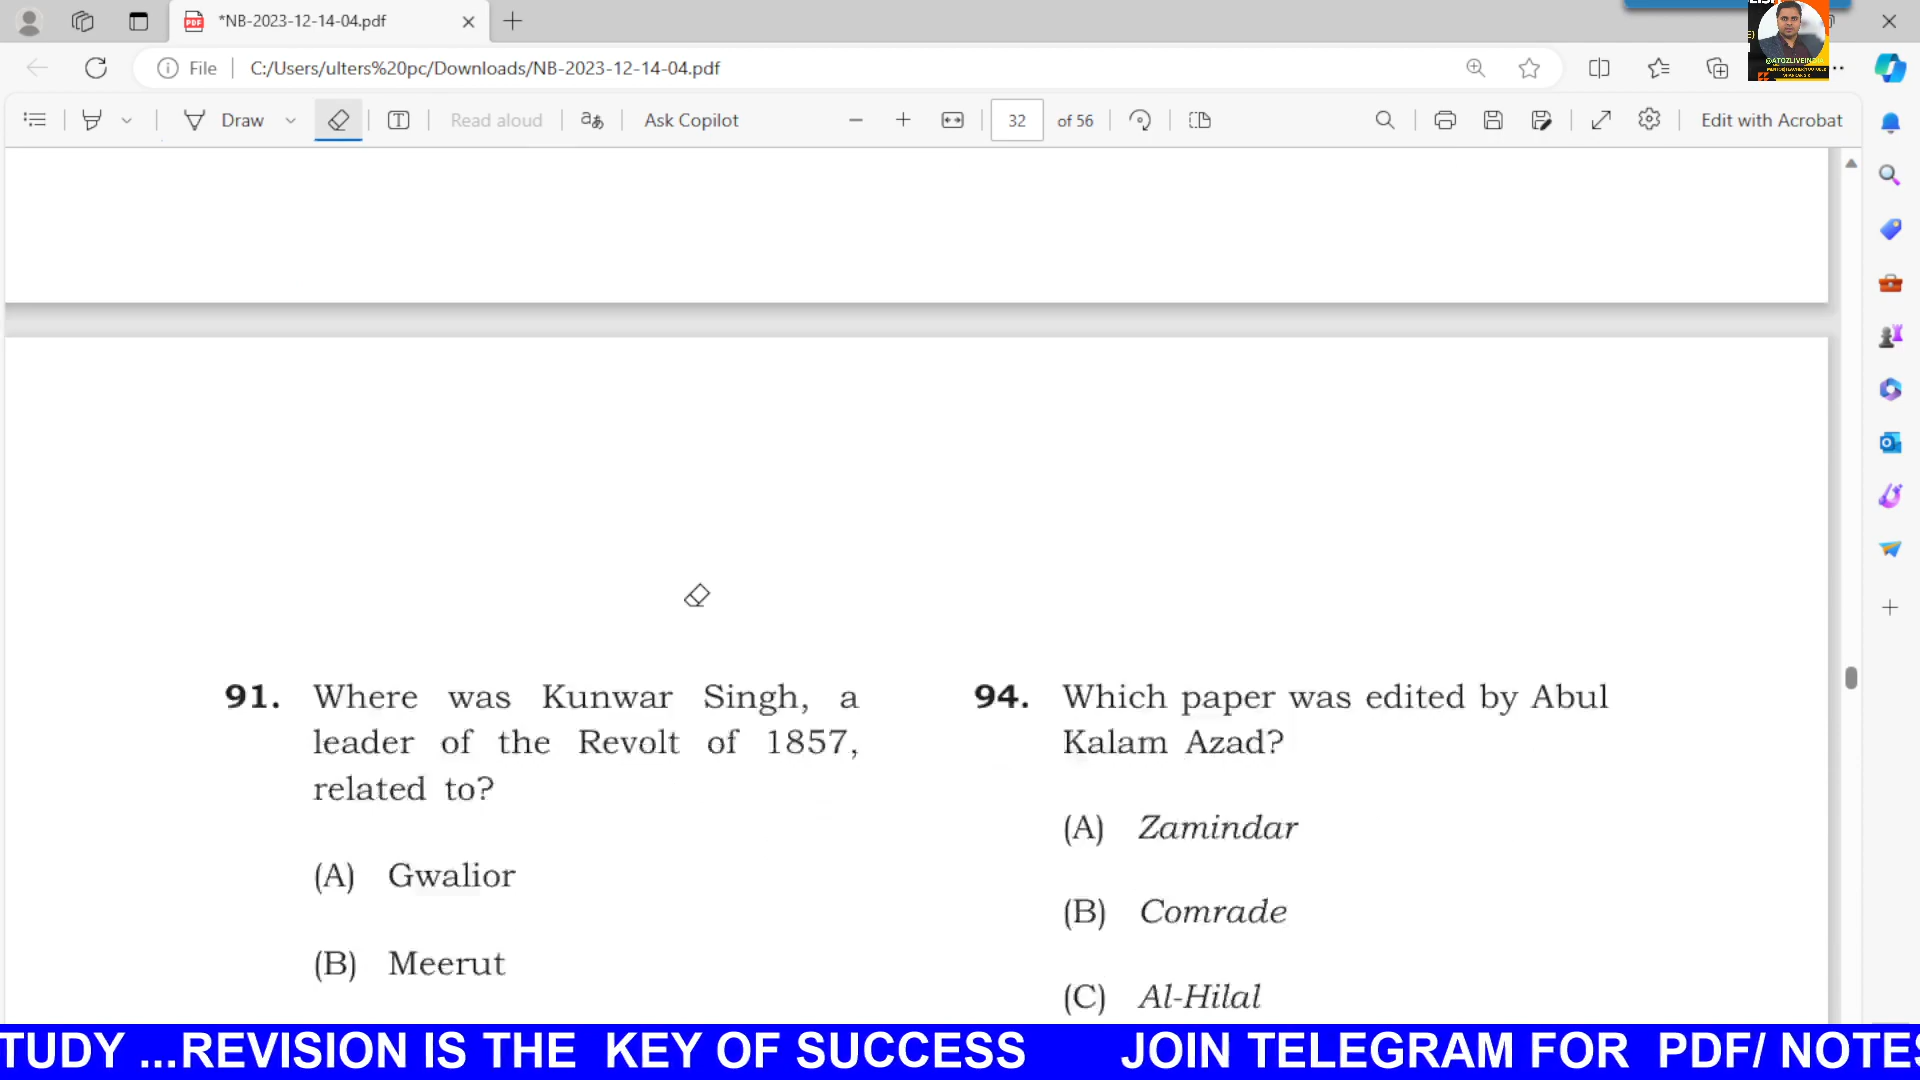 *NB-2023-12-14-04.pdf
File
C:/Users/ulters%20pc/Downloads/NB-2023-12-14-04.pdf
@ATOZLIVEINDIA
Draw
Read aloud
Ask Copilot
32 of 56
Edit with Acrobat
91. Where was Kunwar Singh, a
leader of the Revolt of 1857,
related to?
(A) Gwalior
(B) Meerut
94. Which paper was edited by Abul
Kalam Azad?
(A) Zamindar
(B) Comrade
(C) Al-Hilal
TUDY ...REVISION IS THE KEY OF SUCCESS JOIN TELEGRAM FOR PDF/ NOTES